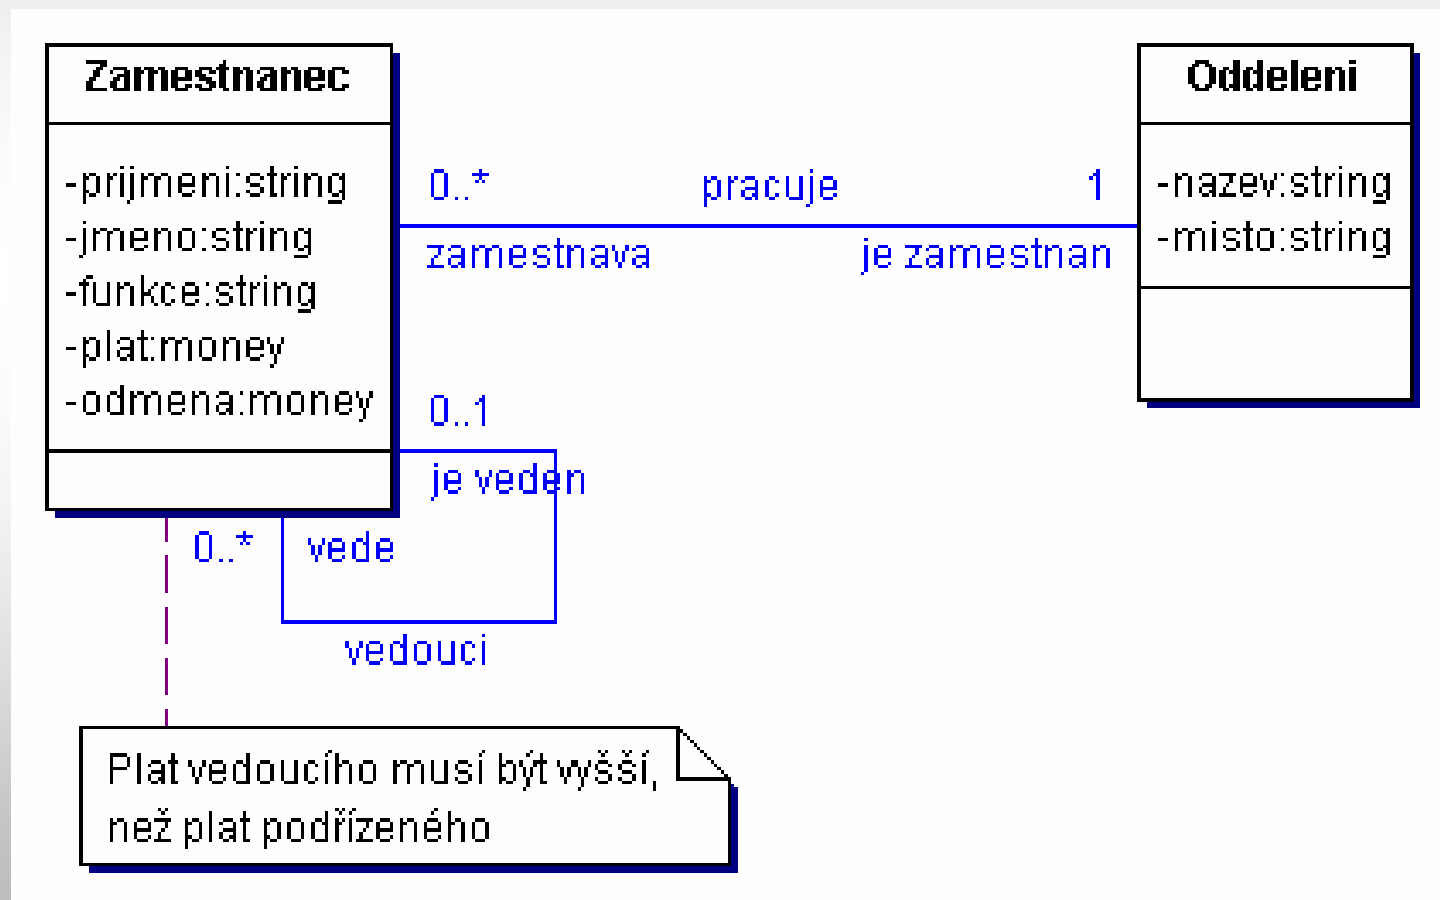 Zamestnanec
-prijmeni:string
-jmeno:string
-funkce:string
-plat:money
-odmena:money
0..*
pracuje
1
zamestnava
je zamestnan
Oddeleni
-nazev:string
-misto:string
0..1
je veden
0..*
vede
vedouci
Plat vedoucího musí být vyšší,
než plat podřízeného